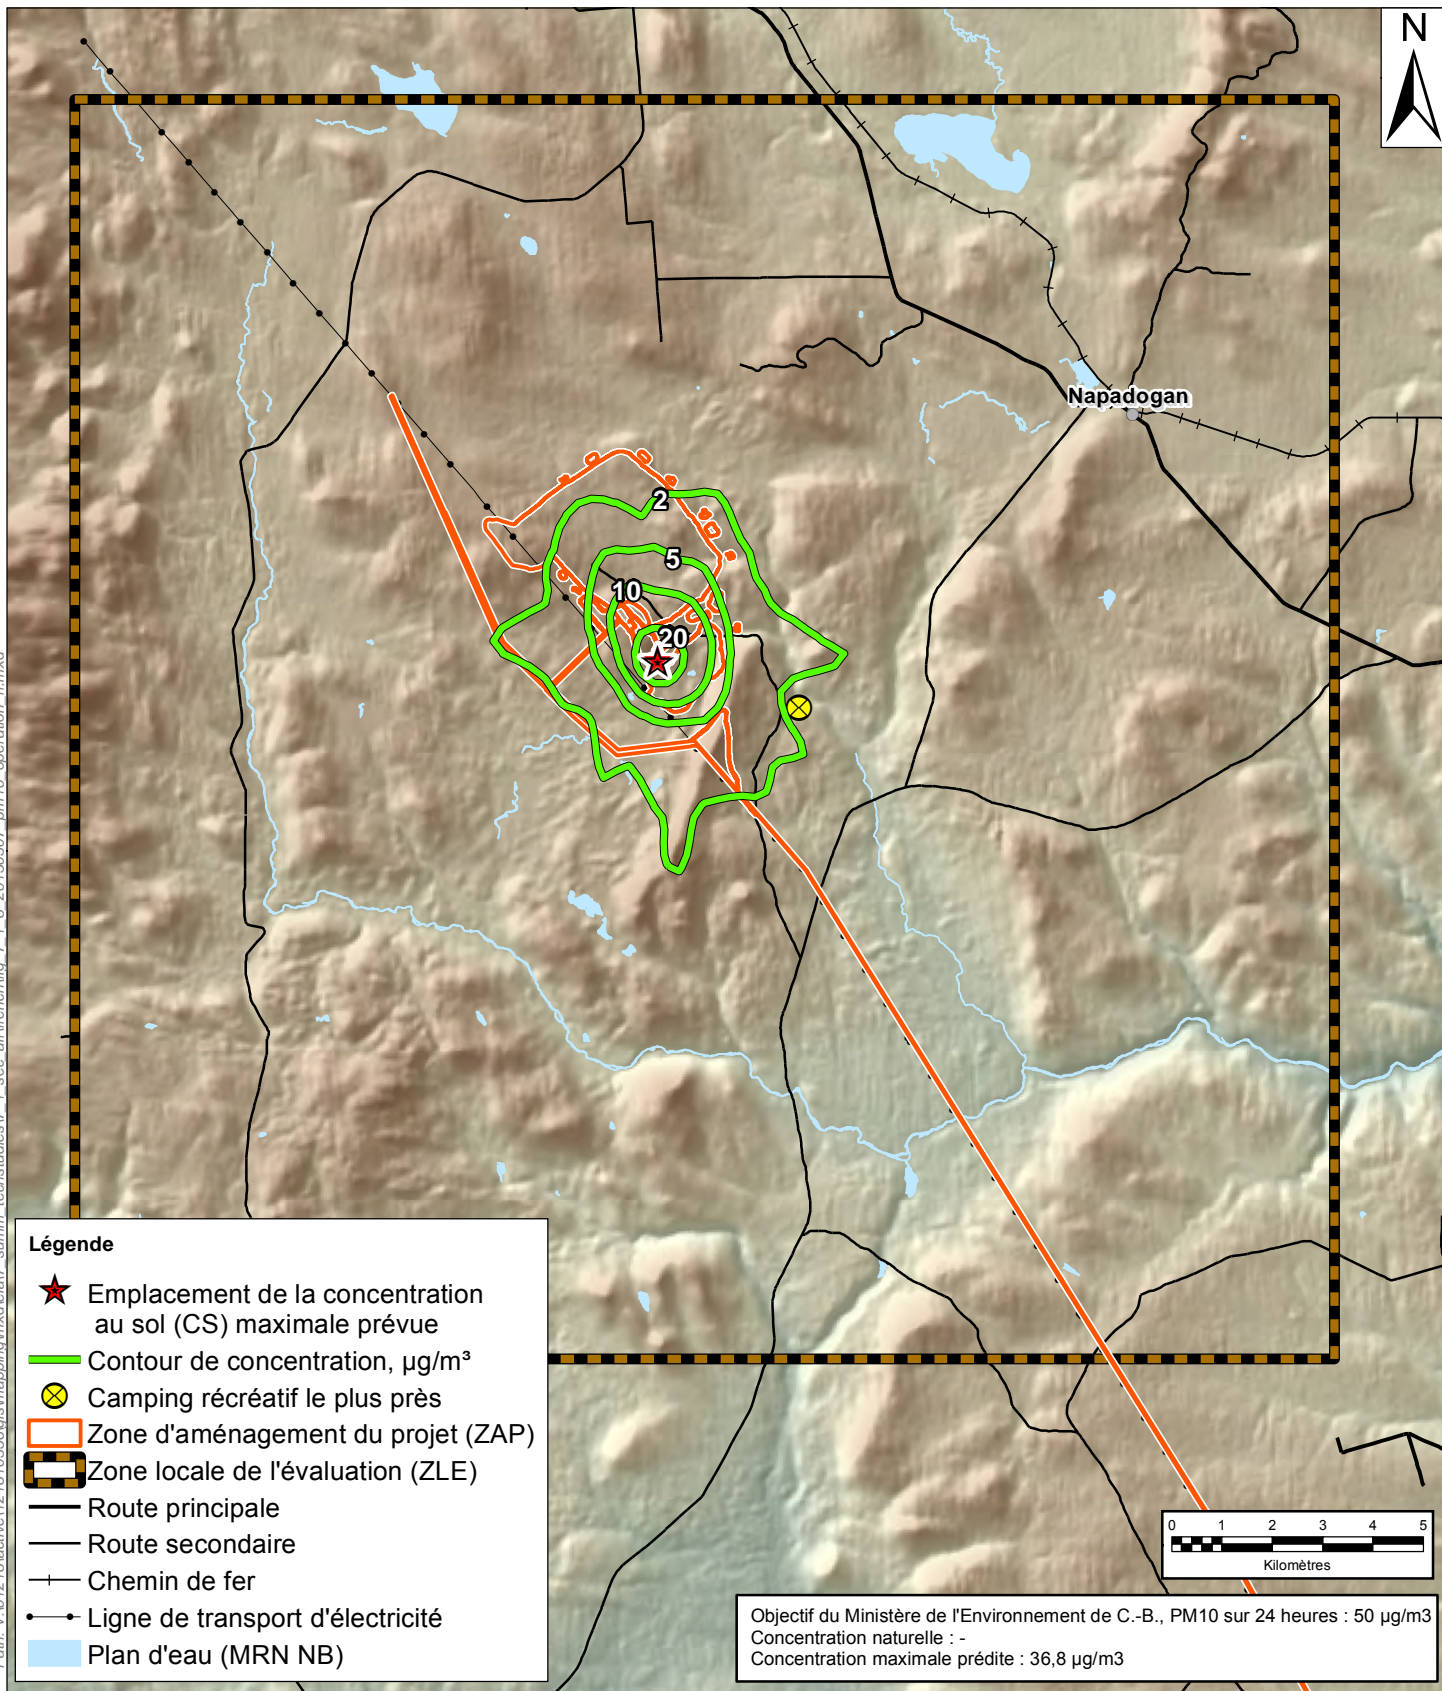 N
Napadogan
2
5
10
20
Légende
Emplacement de la concentration
au sol (CS) maximale prévue
Contour de concentration, µg/m³
Camping récréatif le plus près
Zone d'aménagement du projet (ZAP)
Zone locale de l'évaluation (ZLE)
Route principale
Route secondaire
Chemin de fer
Ligne de transport d'électricité
Plan d'eau (MRN NB)
0 1 2 3 4 5
Kilomètres
Objectif du Ministère de l'Environnement de C.-B., PM10 sur 24 heures : 50 µg/m3
Concentration naturelle : -
Concentration maximale prédite : 36,8 µg/m3